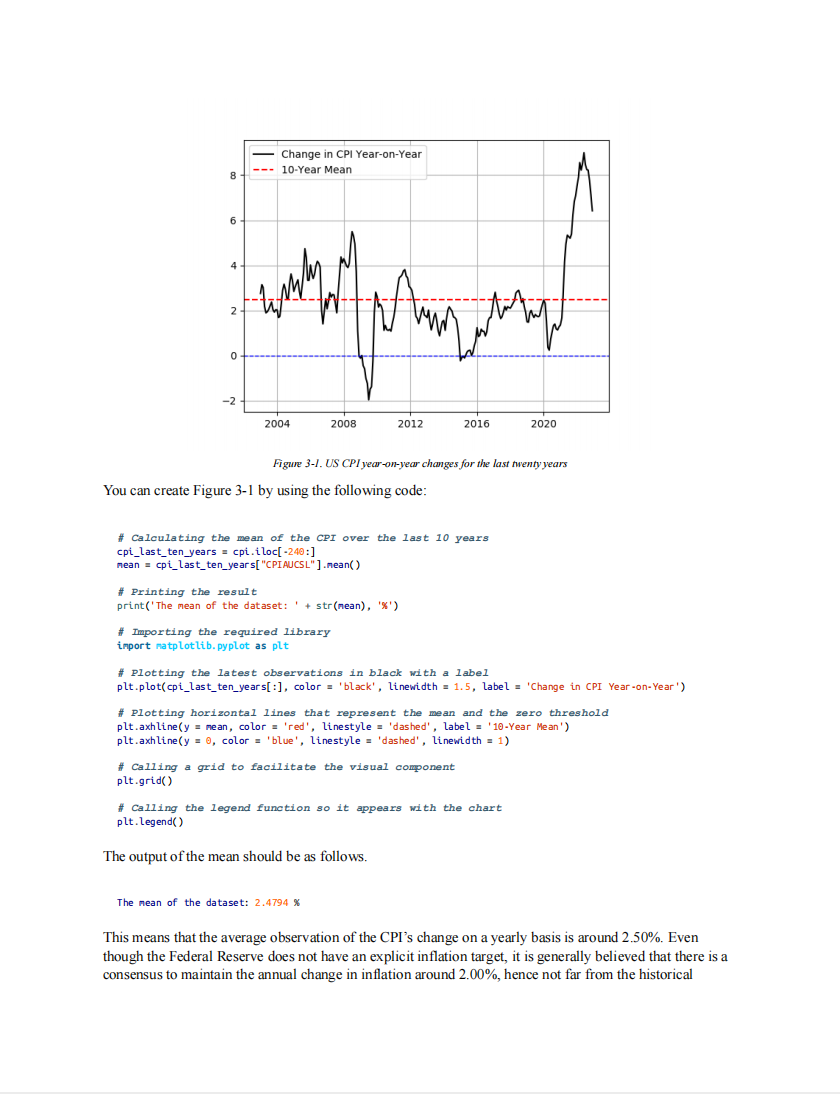 Change in CPI Year-on-Year
10-Year Mean
8
6
4
2
0
−2
2004 2008 2012 2016 2020
Figure 3-1. US CPI year-on-year changes for the last twenty years
You can create Figure 3-1 by using the following code:
# Calculating the mean of the CPI over the last 10 years
cpi_last_ten_years = cpi.iloc[-240:]
mean = cpi_last_ten_years["CPIAUCSL"].mean()
# Printing the result
print('The mean of the dataset: ' + str(mean), '%')
# Importing the required library
import matplotlib.pyplot as plt
# Plotting the latest observations in black with a label
plt.plot(cpi_last_ten_years[:], color = 'black', linewidth = 1.5, label = 'Change in CPI Year-on-Year')
# Plotting horizontal lines that represent the mean and the zero threshold
plt.axhline(y = mean, color = 'red', linestyle = 'dashed', label = '10-Year Mean')
plt.axhline(y = 0, color = 'blue', linestyle = 'dashed', linewidth = 1)
# Calling a grid to facilitate the visual component
plt.grid()
# Calling the legend function so it appears with the chart
plt.legend()
The output of the mean should be as follows.
The mean of the dataset: 2.4794 %
This means that the average observation of the CPI’s change on a yearly basis is around 2.50%. Even
though the Federal Reserve does not have an explicit inflation target, it is generally believed that there is a
consensus to maintain the annual change in inflation around 2.00%, hence not far from the historical